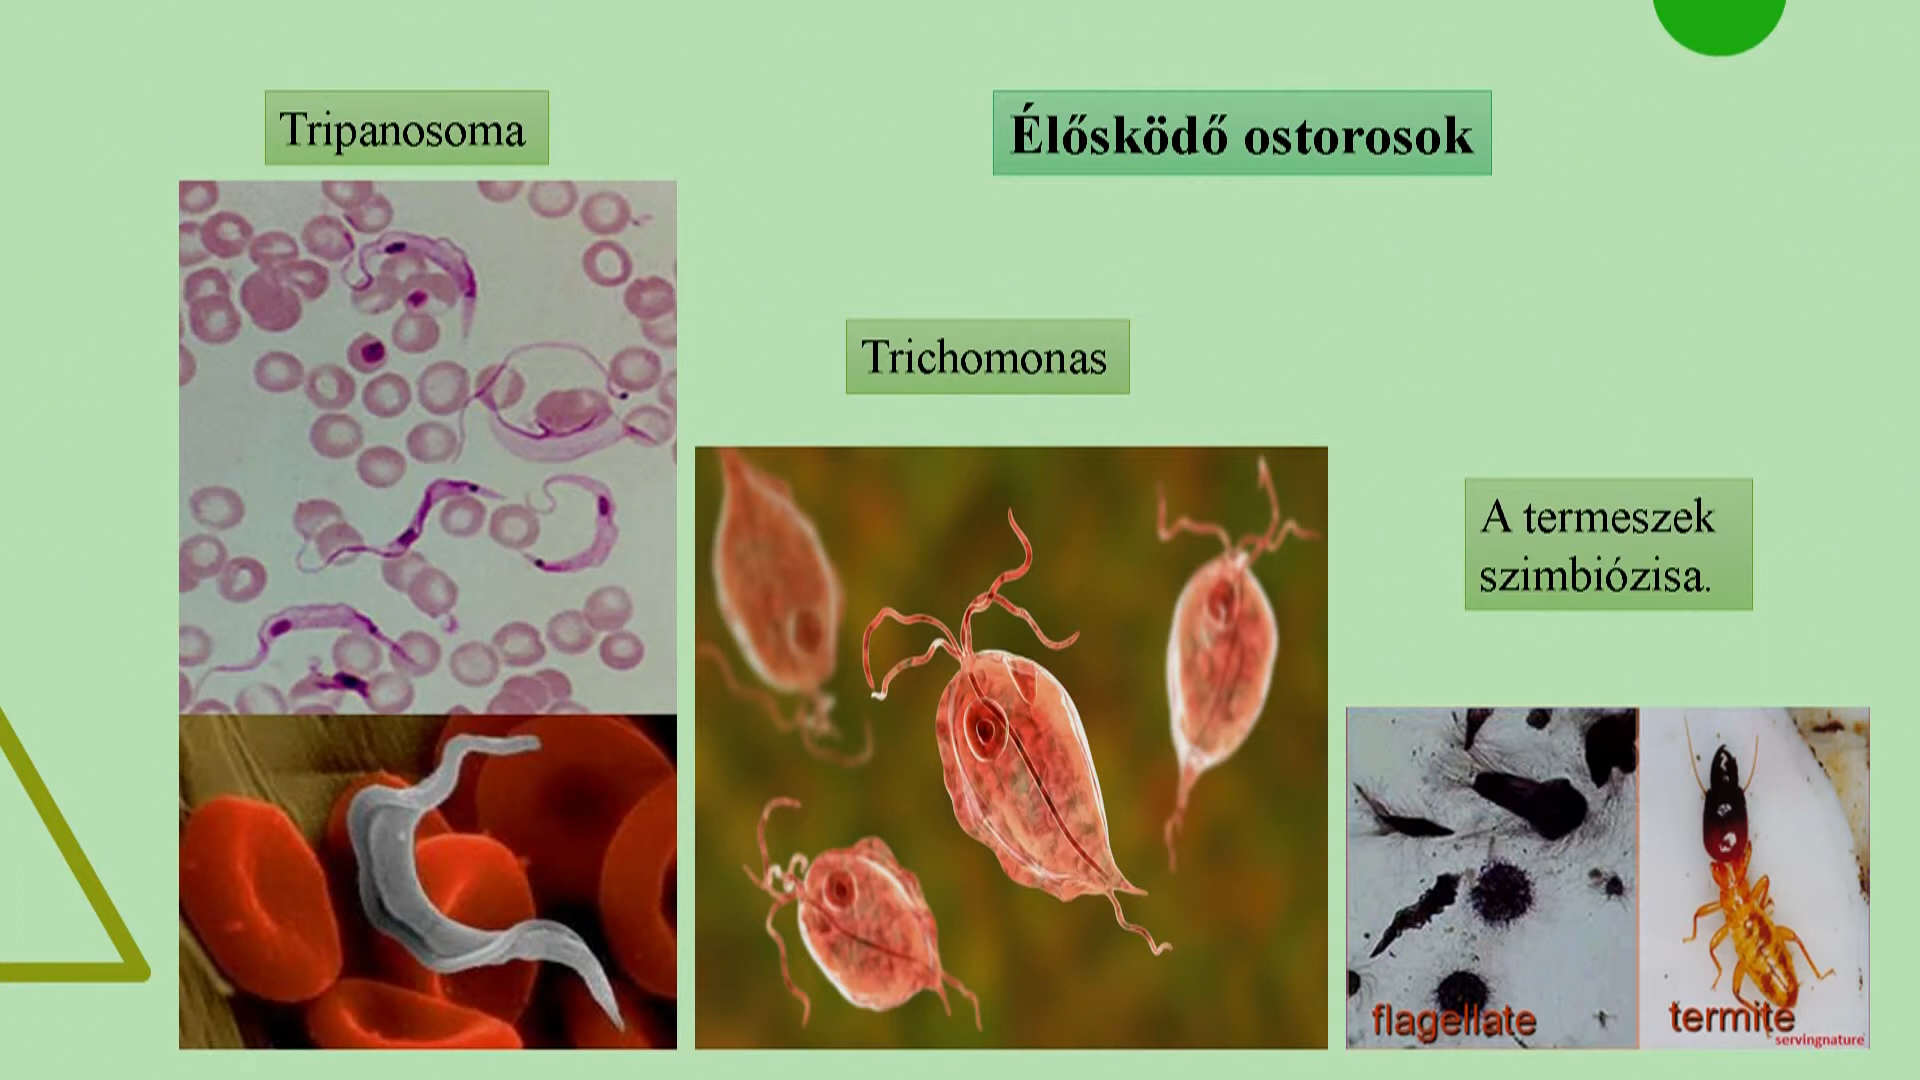 Tripanosoma
Élősködő ostorosok
Trichomonas
A termeszek
szimbiózisa.
flagellate
termite
servingnature